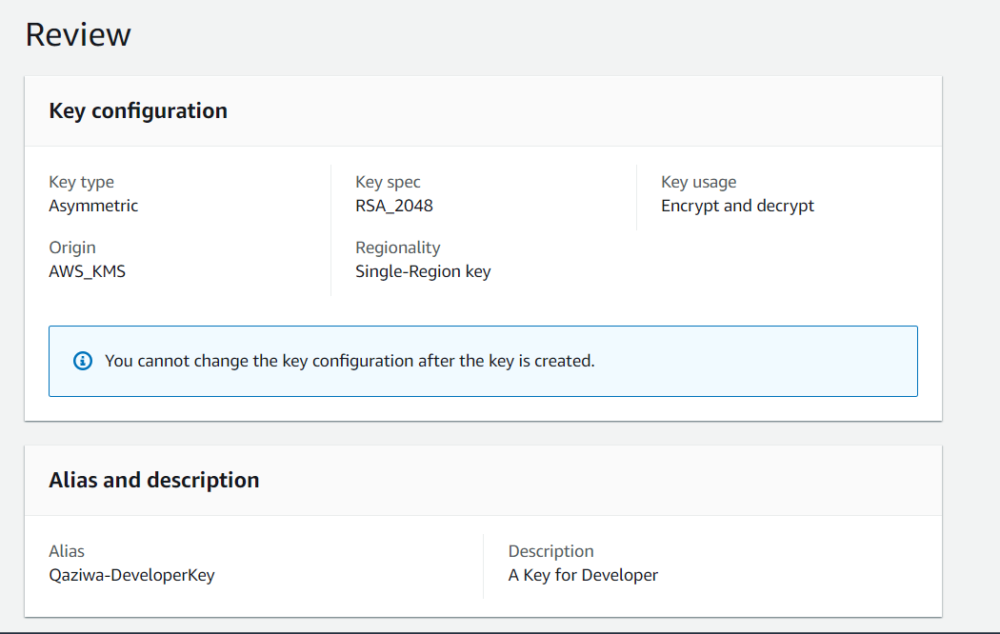 Review
Key configuration
Key type
Asymmetric
Key spec
RSA_2048
Key usage
Encrypt and decrypt
Origin
AWS_KMS
Regionality
Single-Region key
You cannot change the key configuration after the key is created.
Alias and description
Alias
Qaziwa-DeveloperKey
Description
A Key for Developer